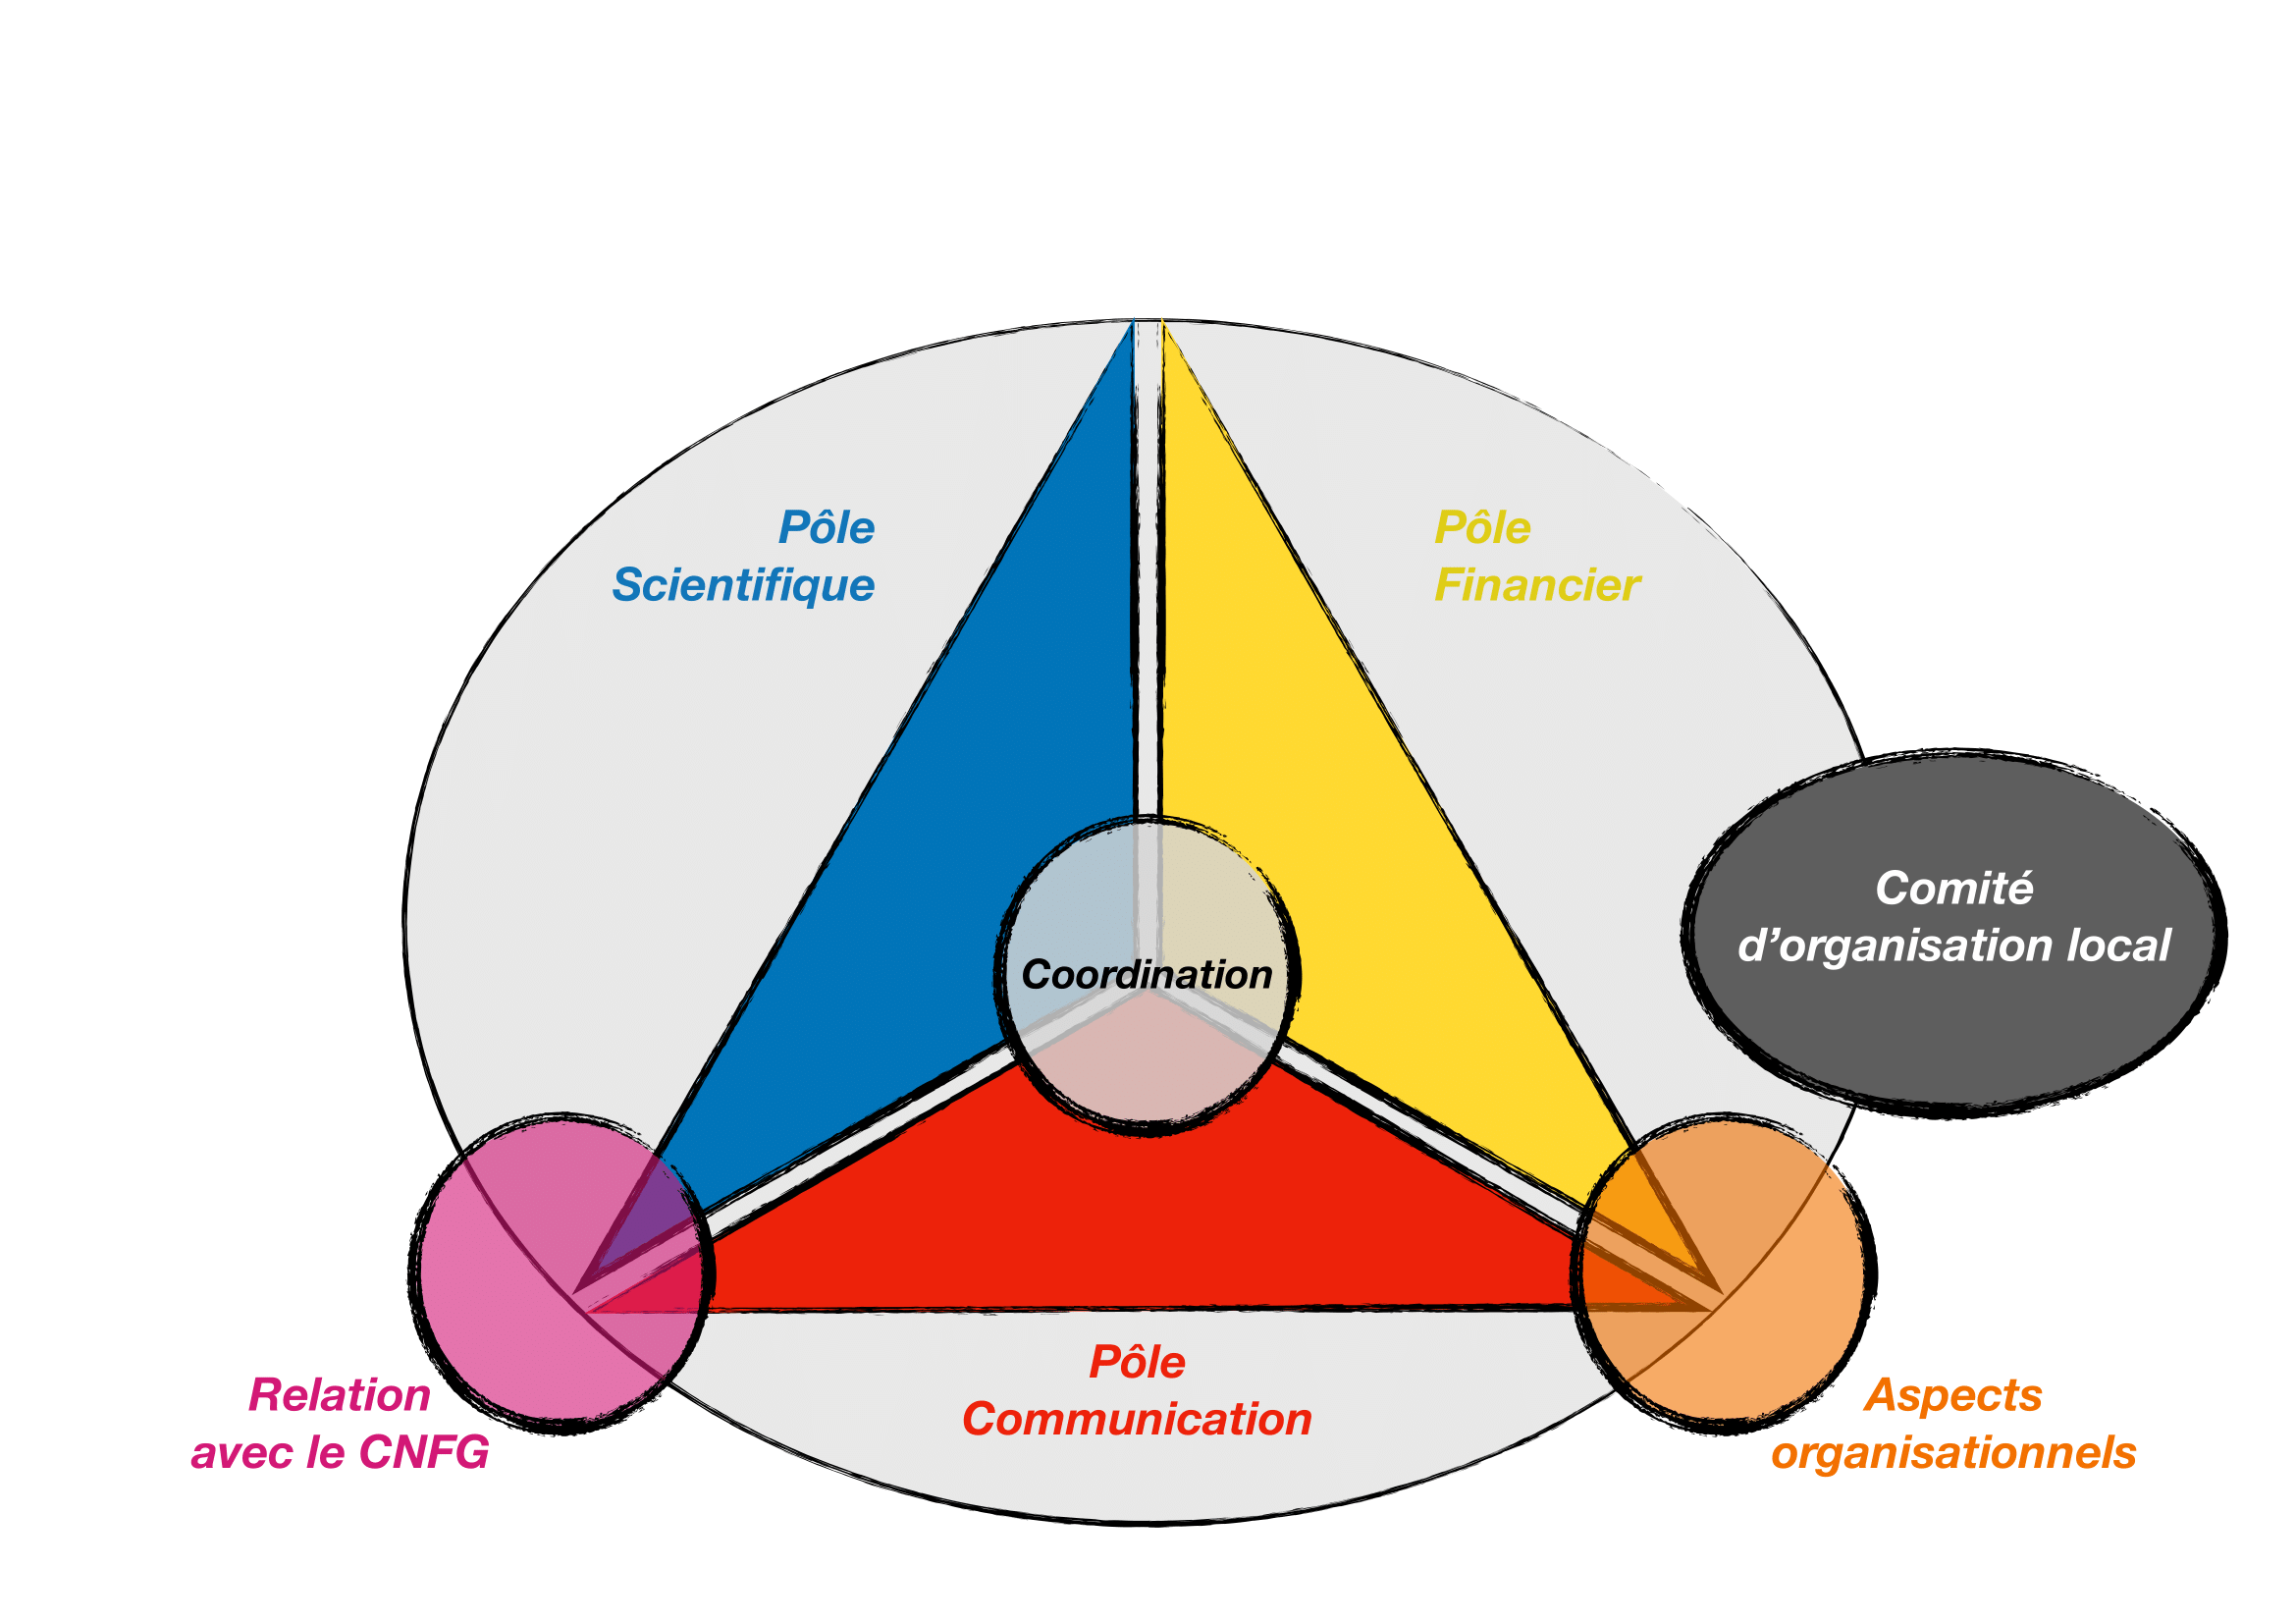 Pôle
Scientifique
Pôle
Financier
Comité
d’organisation local
Coordination
Pôle
Communication
Relation
avec le CNFG
Aspects
organisationnels